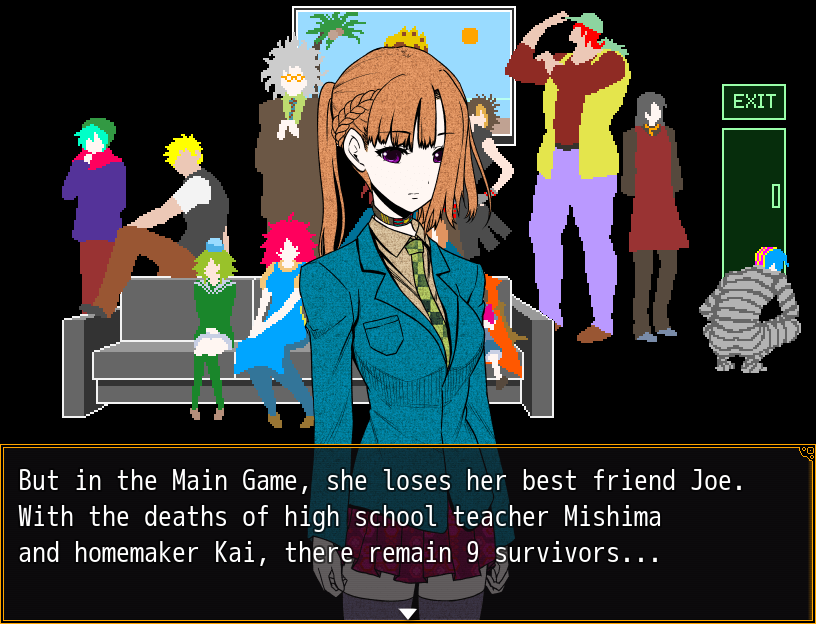 EXIT
But in the Main Game, she loses her best friend Joe.
With the deaths of high school teacher Mishima
and homemaker Kai, there remain 9 survivors...